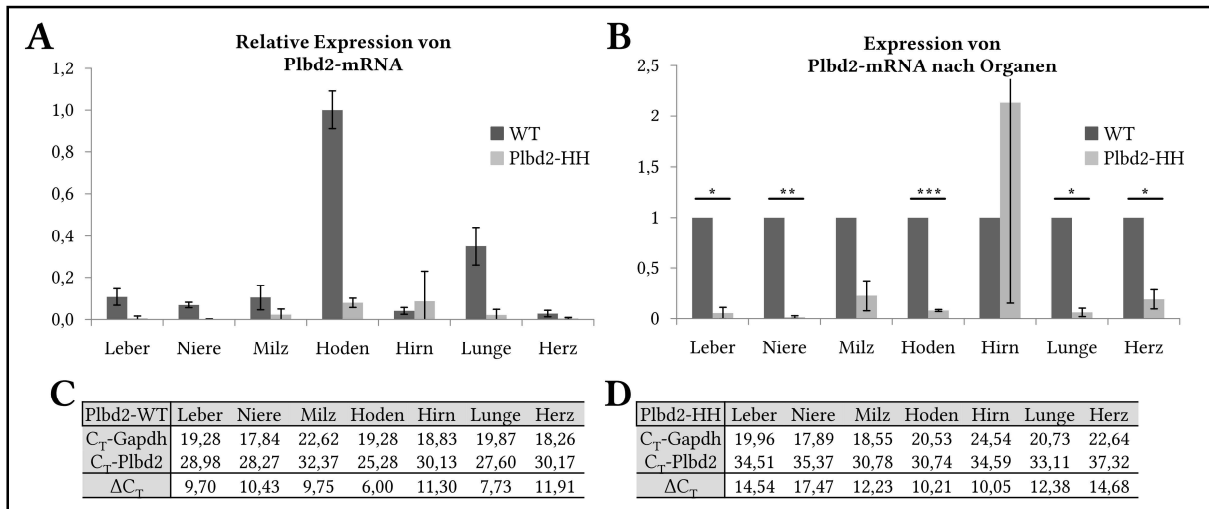 A
Relative Expression von
Plbd2-mRNA
1,2
1,0
0,8
0,6
0,4
0,2
0,0
WT
Plbd2-HH
Leber Niere Milz Hoden Hirn Lunge Herz
B
Expression von
Plbd2-mRNA nach Organen
2,5
2
1,5
1
0,5
0
WT
Plbd2-HH
* ** *** * *
Leber Niere Milz Hoden Hirn Lunge Herz
C
Plbd2-WT Leber Niere Milz Hoden Hirn Lunge Herz
CT-Gapdh 19,28 17,84 22,62 19,28 18,83 19,87 18,26
CT-Plbd2 28,98 28,27 32,37 25,28 30,13 27,60 30,17
ΔCT 9,70 10,43 9,75 6,00 11,30 7,73 11,91
D
Plbd2-HH Leber Niere Milz Hoden Hirn Lunge Herz
CT-Gapdh 19,96 17,89 18,55 20,53 24,54 20,73 22,64
CT-Plbd2 34,51 35,37 30,78 30,74 34,59 33,11 37,32
ΔCT 14,54 17,47 12,23 10,21 10,05 12,38 14,68